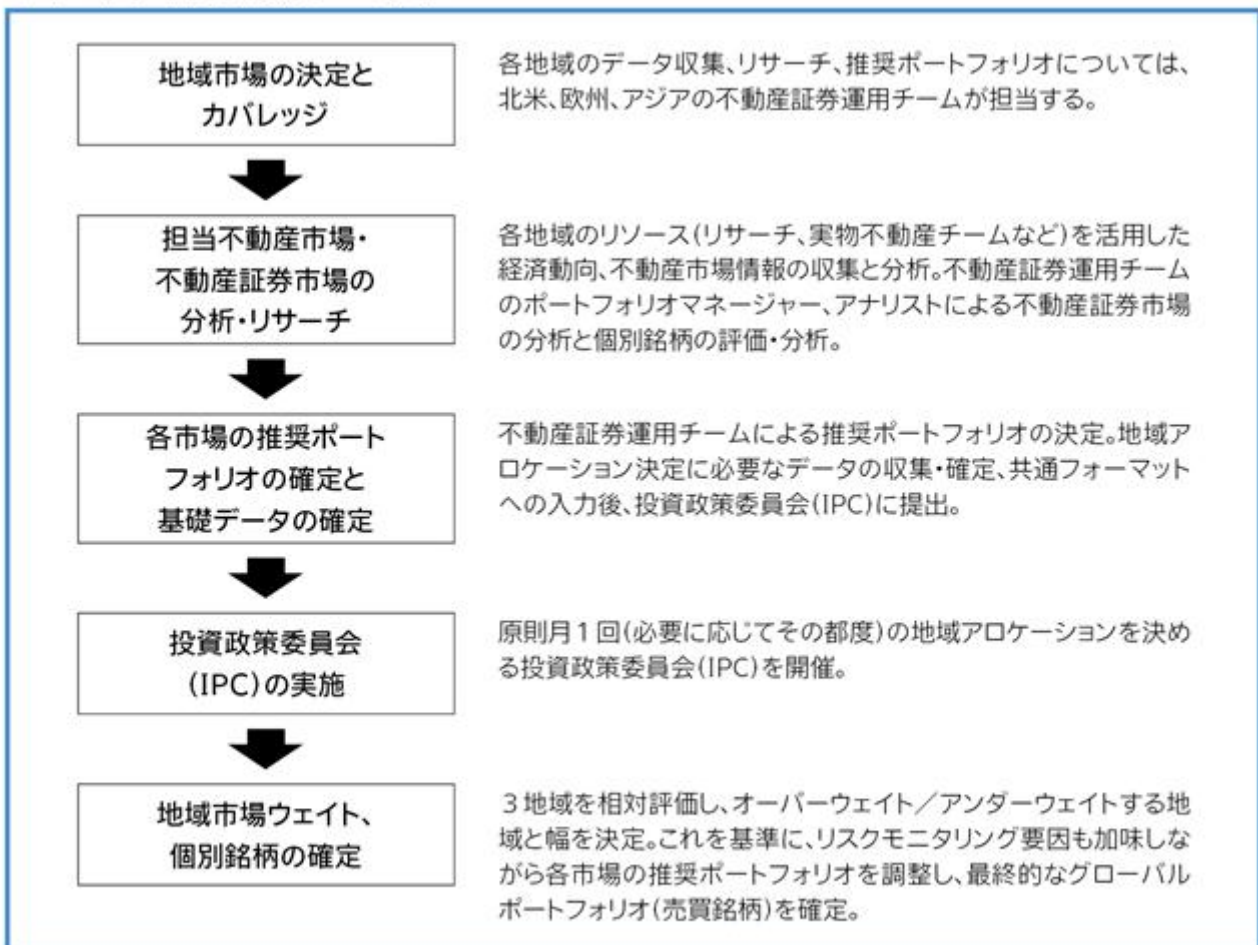 地域市場の決定と
カバレッジ
各地域のデータ収集、リサーチ、推奨ポートフォリオについては、
北米、欧州、アジアの不動産証券運用チームが担当する。
担当不動産市場・
不動産証券市場の
分析・リサーチ
各地域のリソース(リサーチ、実物不動産チームなど)を活用した
経済動向、不動産市場情報の収集と分析。不動産証券運用チーム
のポートフォリオマネージャー、アナリストによる不動産証券市場
の分析と個別銘柄の評価・分析。
各市場の推奨ポート
フォリオの確定と
基礎データの確定
不動産証券運用チームによる推奨ポートフォリオの決定。地域ア
ロケーション決定に必要なデータの収集・確定、共通フォーマット
への入力後、投資政策委員会(IPC)に提出。
投資政策委員会
(IPC)の実施
原則月1回(必要に応じてその都度)の地域アロケーションを決め
る投資政策委員会(IPC)を開催。
地域市場ウェイト、
個別銘柄の確定
3地域を相対評価し、オーバーウェイト/アンダーウェイトする地
域と幅を決定。これを基準に、リスクモニタリング要因も加味しな
がら各市場の推奨ポートフォリオを調整し、最終的なグローバル
ポートフォリオ(売買銘柄)を確定。